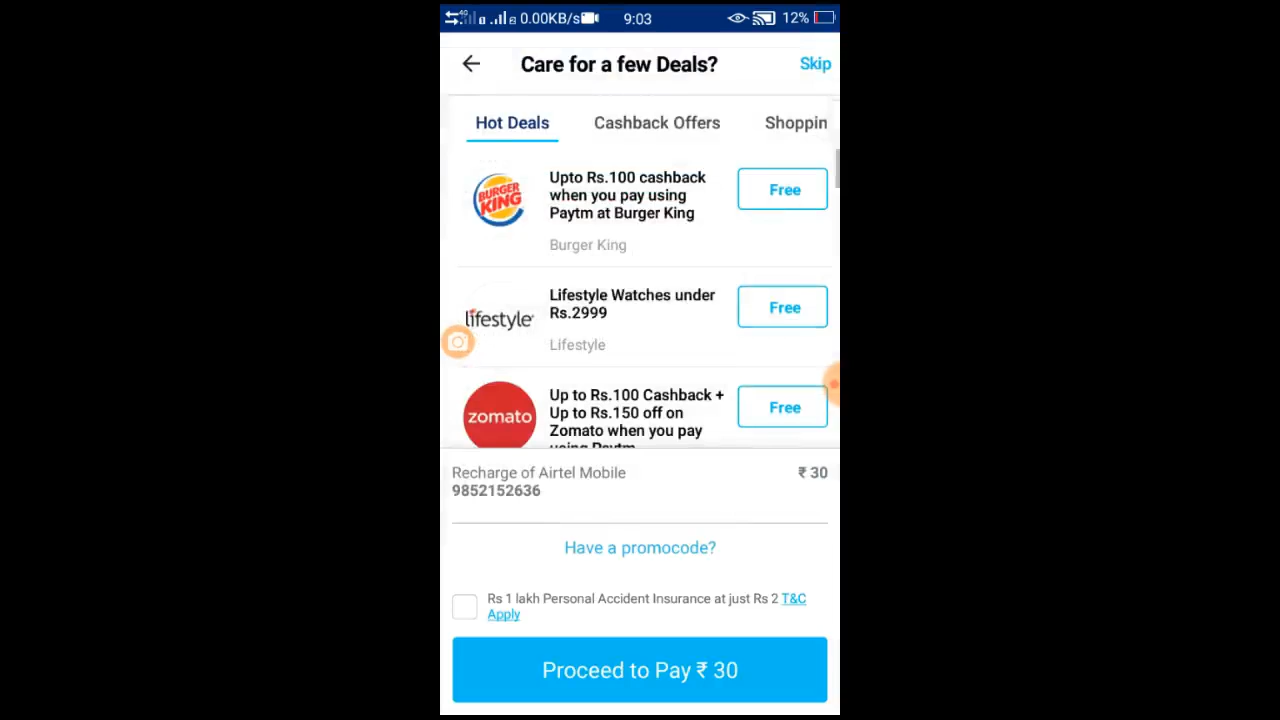 4G 0.00KB/s 9:03 12%
Care for a few Deals? Skip
Hot Deals Cashback Offers Shoppin
BURGER KING
Upto Rs.100 cashback
when you pay using
Paytm at Burger King
Free
Burger King
lifestyle
Lifestyle Watches under
Rs.2999
Free
Lifestyle
zomato
Up to Rs.100 Cashback +
Up to Rs.150 off on
Zomato when you pay
using Paytm
Free
Recharge of Airtel Mobile ₹ 30
9852152636
Have a promocode?
Rs 1 lakh Personal Accident Insurance at just Rs 2 T&C
Apply
Proceed to Pay ₹ 30